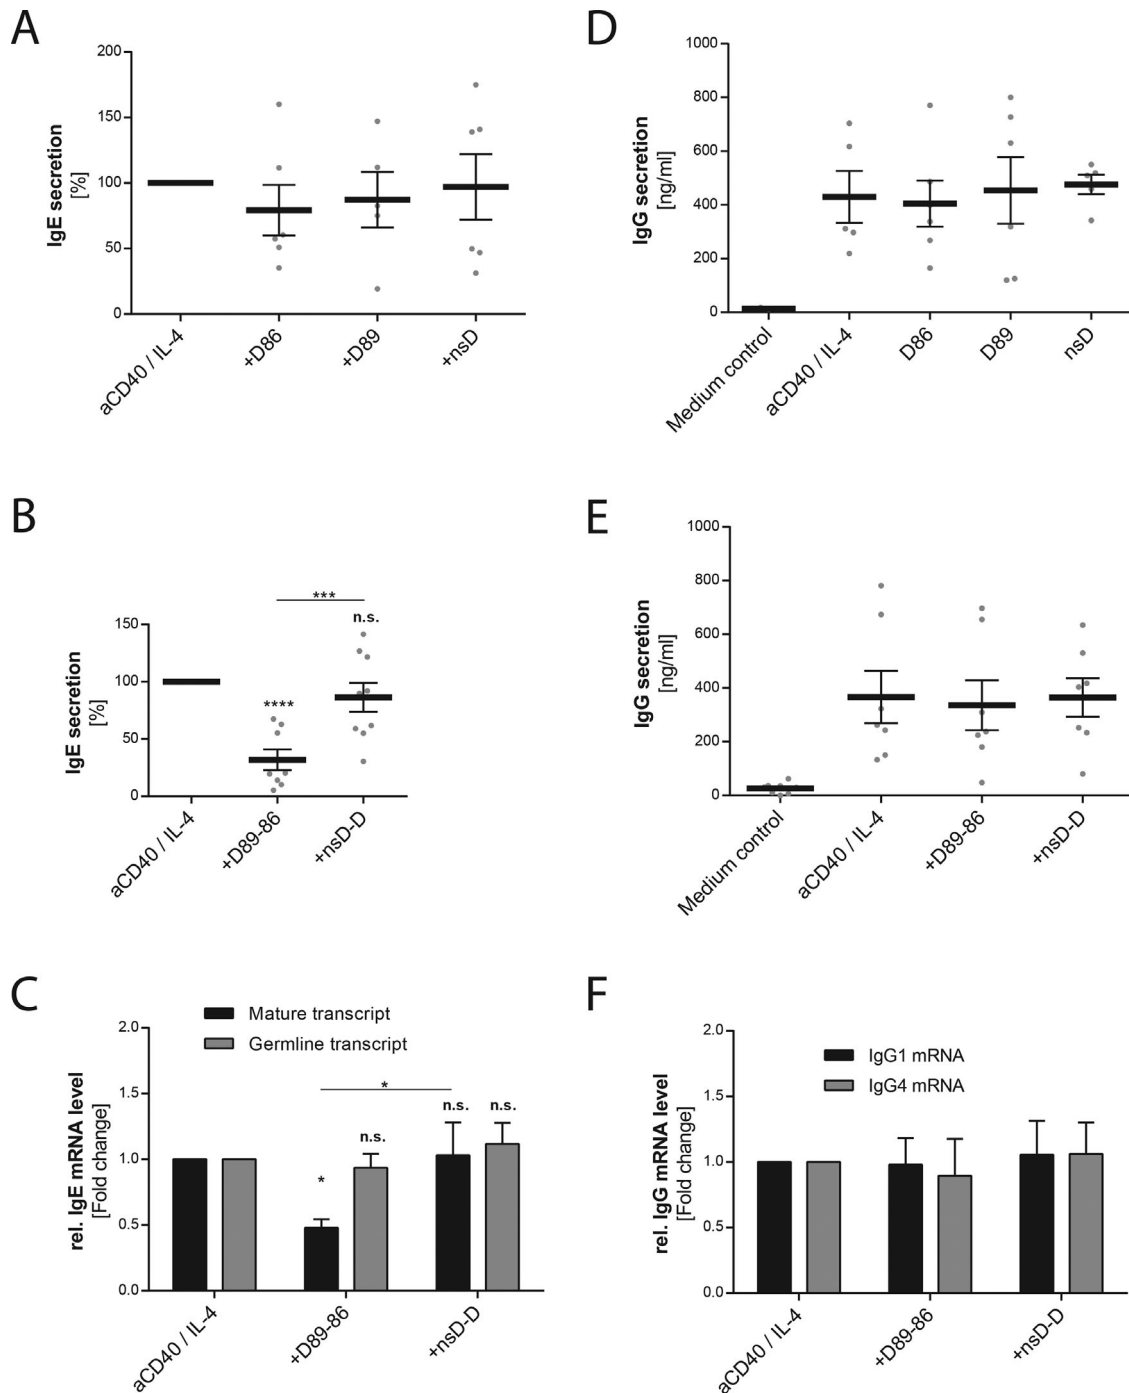 A
200
150
100
50
0
IgE secretion
[%]
aCD40 / IL-4
+D86
+D89
+nsD
D
1000
800
600
400
200
0
IgG secretion
[ng/ml]
Medium control
aCD40 / IL-4
D86
D89
nsD
B
150
100
50
0
IgE secretion
[%]
***
n.s.
****
aCD40 / IL-4
+D89-86
+nsD-D
E
1000
800
600
400
200
0
IgG secretion
[ng/ml]
Medium control
aCD40 / IL-4
+D89-86
+nsD-D
C
Mature transcript
Germline transcript
2.0
1.5
1.0
0.5
0.0
rel. IgE mRNA level
[Fold change]
*
n.s.
n.s.
n.s.
*
aCD40 / IL-4
+D89-86
+nsD-D
F
IgG1 mRNA
IgG4 mRNA
2.0
1.5
1.0
0.5
0.0
rel. IgG mRNA level
[Fold change]
aCD40 / IL-4
+D89-86
+nsD-D